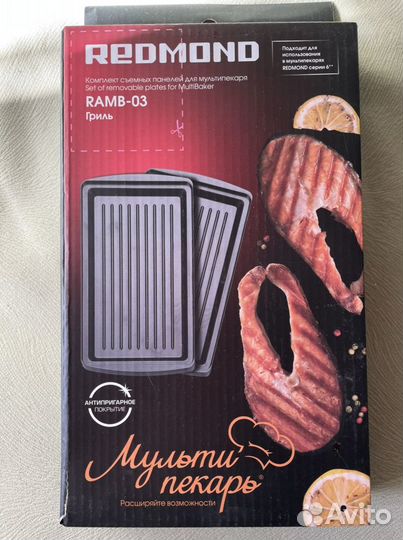 REDMOND
Комплект съемных панелей для мультипекаря
Set of removable plates for MultiBaker
RAMB-03
Гриль
Подходит для
использования
в мультипекарях
REDMOND серии 6**
АНТИПРИГАРНОЕ
ПОКРЫТИЕ
Мульти
пекарь®
Расширяйте возможности
Avito